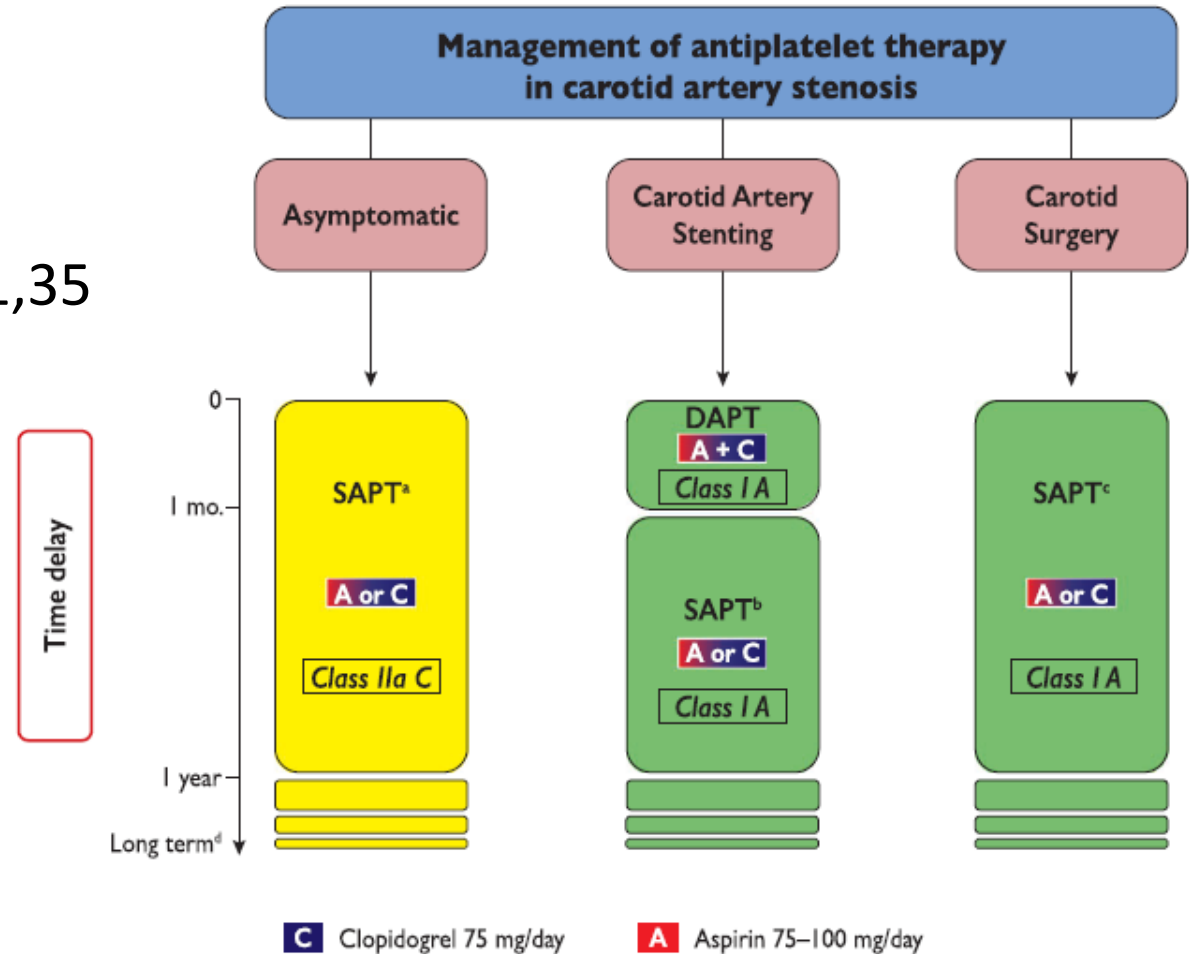 Management of antiplatelet therapy
in carotid artery stenosis
Asymptomatic
Carotid Artery
Stenting
Carotid
Surgery
,35
Time delay
0
1 mo.
1 year
Long termᵈ
SAPTᵃ
A or C
Class IIa C
DAPT
A + C
Class I A
SAPTᵇ
A or C
Class I A
SAPTᶜ
A or C
Class I A
C Clopidogrel 75 mg/day
A Aspirin 75–100 mg/day